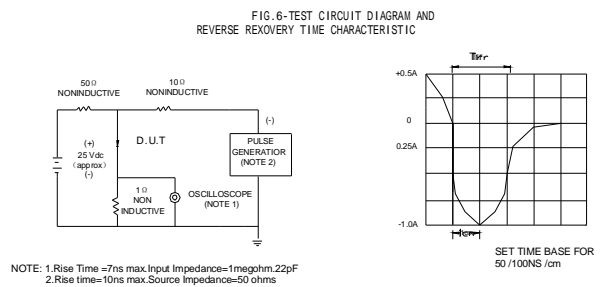 FIG.6-TEST CIRCUIT DIAGRAM AND
REVERSE REXOVERY TIME CHARACTERISTIC
50Ω
NONINDUCTIVE
10Ω
NONINDUCTIVE
(+)
25 Vdc
(approx)
(-)
D.U.T
1Ω
NON
INDUCTIVE
OSCILLOSCOPE
(NOTE 1)
(-)
PULSE
GENERATIOR
(NOTE 2)
+0.5A
0
0.25A
-1.0A
SET TIME BASE FOR
50 /100NS /cm
NOTE: 1.Rise Time =7ns max.Input Impedance=1megohm.22pF
2.Rise time=10ns max.Source Impedance=50 ohms